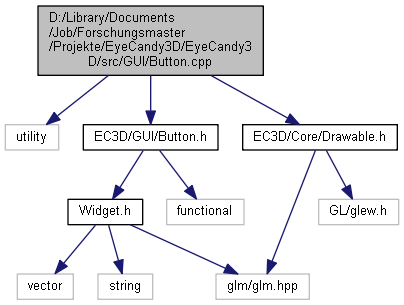 D:/Library/Documents
/Job/Forschungsmaster
/Projekte/EyeCandy3D/EyeCandy3
D/src/GUI/Button.cpp
utility
EC3D/GUI/Button.h
EC3D/Core/Drawable.h
Widget.h
functional
GL/glew.h
vector
string
glm/glm.hpp